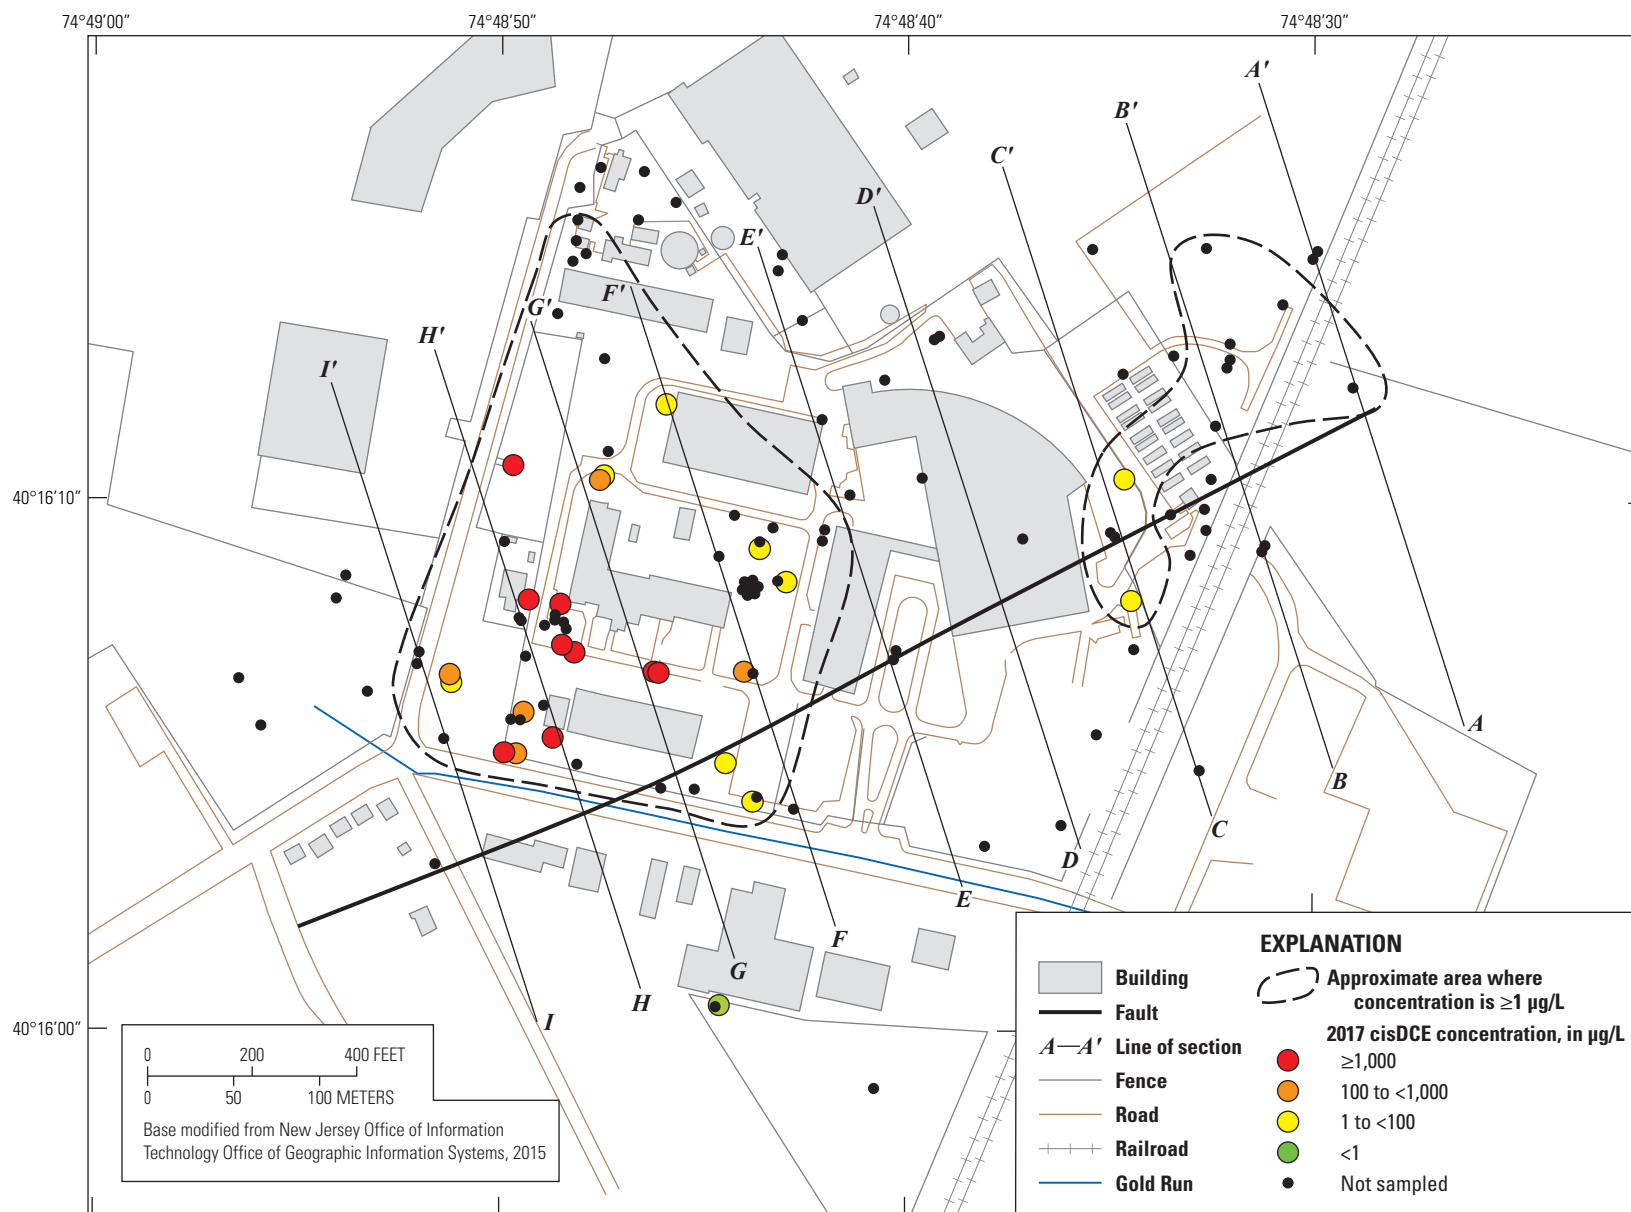 74°49′00″
74°48′50″
74°48′40″
74°48′30″
A′
B′
C′
D′
E′
F′
G′
H′
I′
40°16′10″
40°16′00″
A
B
C
D
E
F
G
H
I
0 200 400 FEET
0 50 100 METERS
Base modified from New Jersey Office of Information
Technology Office of Geographic Information Systems, 2015
EXPLANATION
Building
Fault
A—A′ Line of section
Fence
Road
Railroad
Gold Run
Approximate area where
concentration is ≥1 µg/L
2017 cisDCE concentration, in µg/L
≥1,000
100 to <1,000
1 to <100
<1
Not sampled